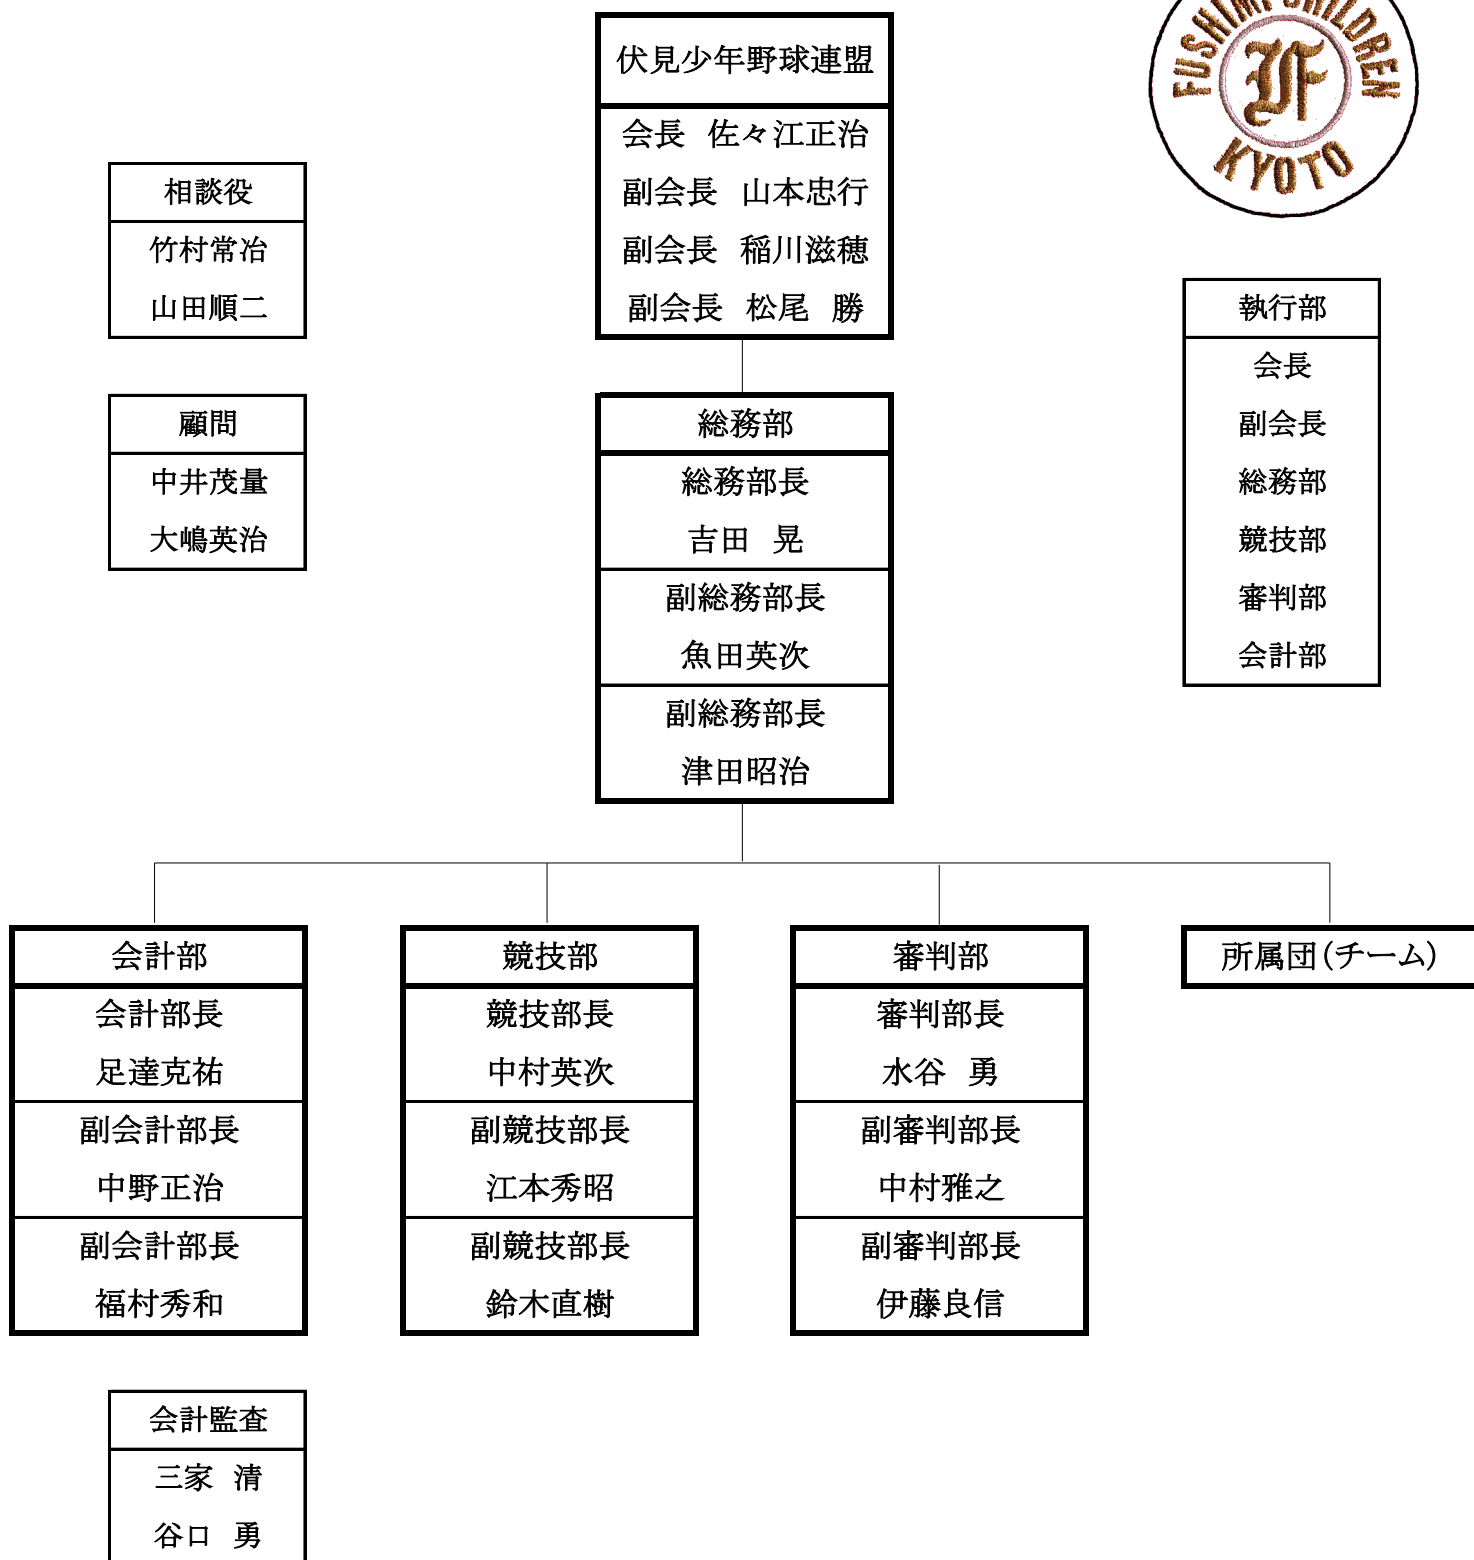 伏見少年野球連盟
会長 佐々江正治
副会長 山本忠行
副会長 稲川滋穂
副会長 松尾 勝
FUSHIMI CHILDREN
F
KYOTO
相談役
竹村常治
山田順二
顧問
中井茂量
大嶋英治
執行部
会長
副会長
総務部
競技部
審判部
会計部
総務部
総務部長
吉田 晃
副総務部長
魚田英次
副総務部長
津田昭治
会計部
会計部長
足達克祐
副会計部長
中野正治
副会計部長
福村秀和
競技部
競技部長
中村英次
副競技部長
江本秀昭
副競技部長
鈴木直樹
審判部
審判部長
水谷 勇
副審判部長
中村雅之
副審判部長
伊藤良信
所属団(チーム)
会計監査
三家 清
谷口 勇